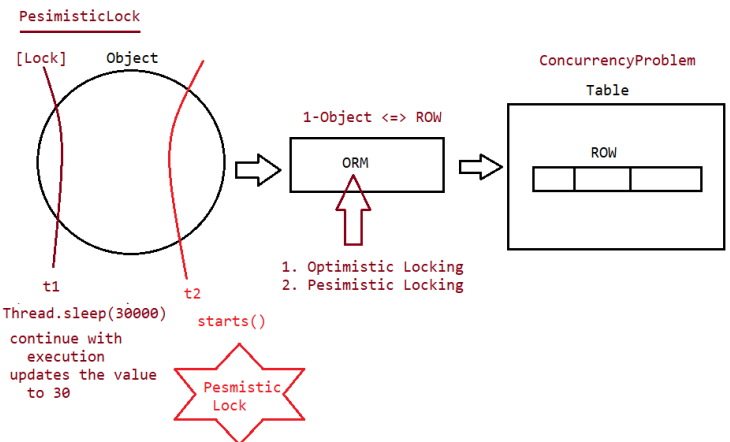 PesimisticLock
[Lock]
Object
ConcurrencyProblem
Table
1-Object <=> ROW
ORM
ROW
1. Optimistic Locking
2. Pesimistic Locking
t1
t2
Thread.sleep(30000)
starts()
continue with
execution
updates the value
to 30
Pesmistic
Lock